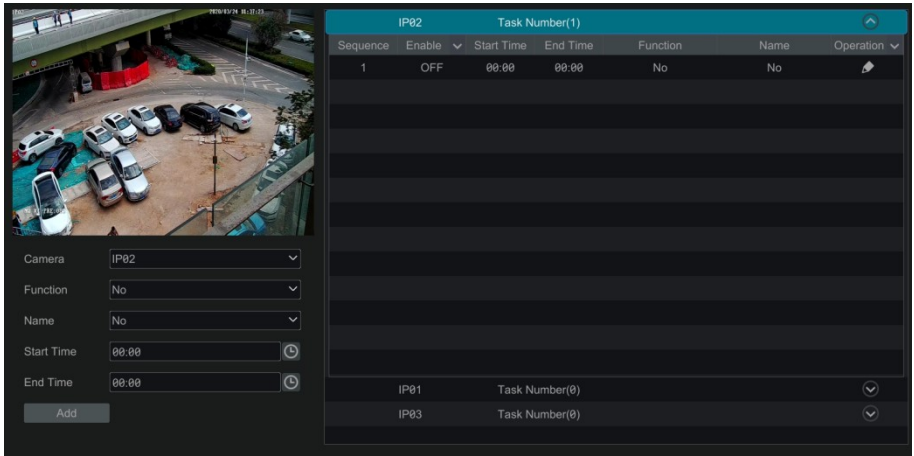 IP02 Task Number(1)
Sequence Enable Start Time End Time Function Name Operation
1 OFF 00:00 00:00 No No
Camera IP02
Function No
Name No
Start Time 00:00
End Time 00:00
Add
IP01 Task Number(0)
IP03 Task Number(0)